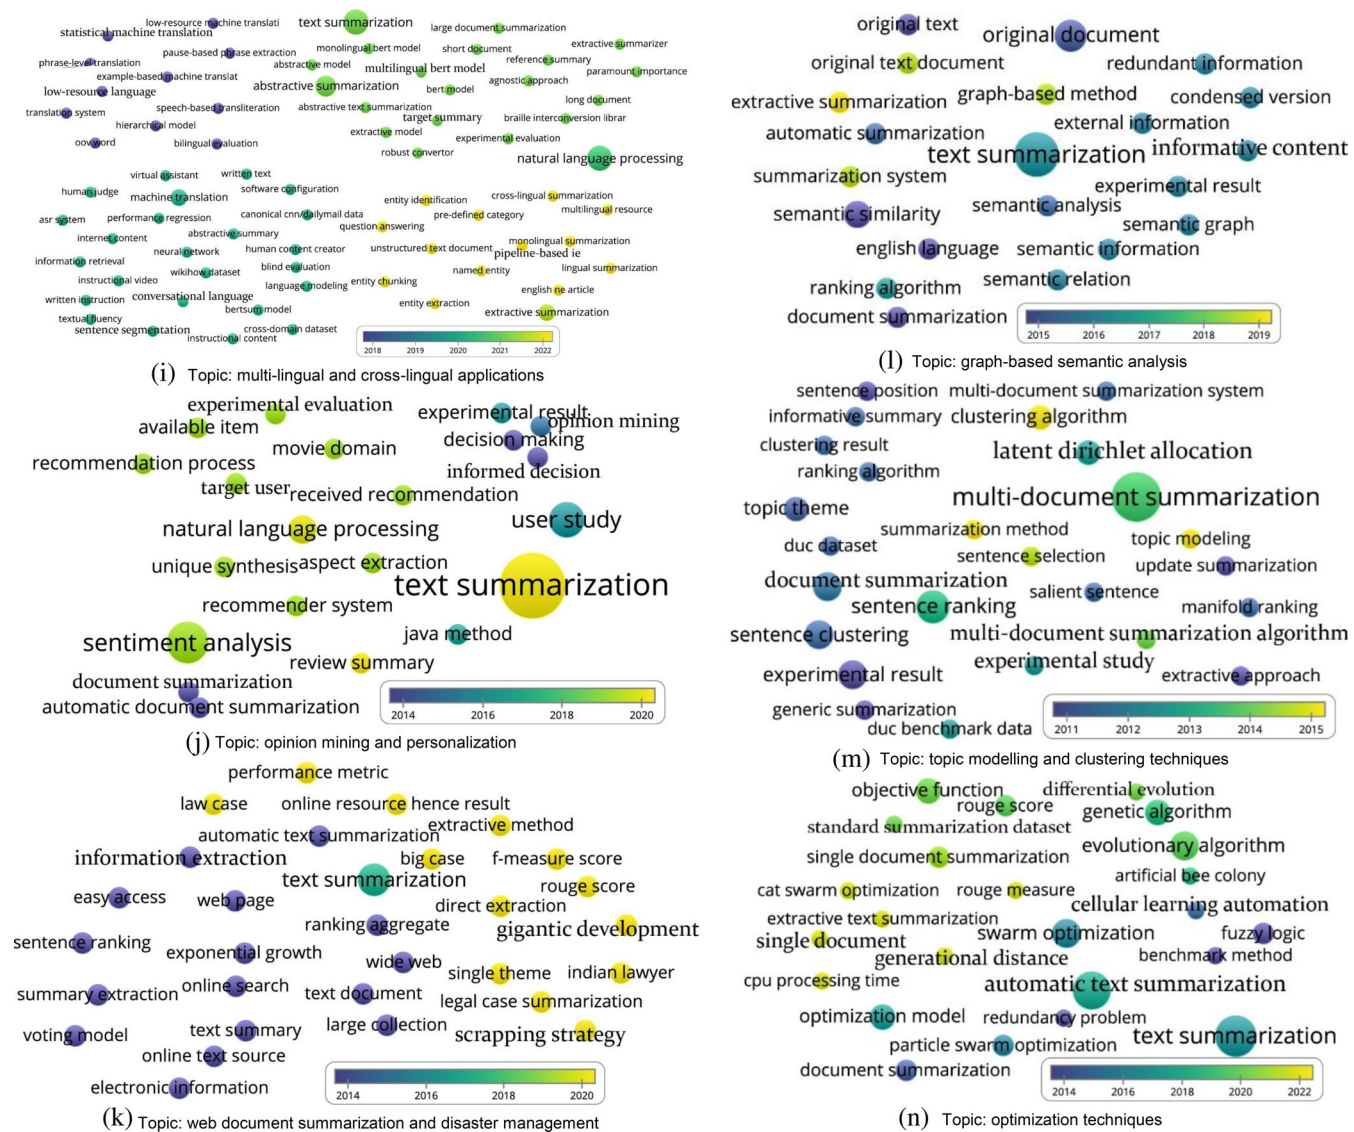 low-resource machine translati
statistical machine translation
text summarization
large document summarization
pause-based phrase extraction
monolingual bert model
short document
extractive summarizer
phrase-level-translation
abstractive model
multilingual bert model
reference summary
paramount importance
example-based machine translat
abstractive summarization
bert model
agnostic approach
low-resource language
long document
translation system
speech-based transliteration
abstractive text summarization
target summary
braille interconversion librar
hierarchical model
extractive model
experimental evaluation
oov word
bilingual evaluation
robust convertor
natural language processing
virtual assistant
written text
human judge
machine translation
software configuration
entity identification
cross-lingual summarization
asr system
performance regression
canonical cnn/dailymail data
pre-defined category
multilingual resource
internet content
abstractive summary
question answering
neural network
human content creator
unstructured text document
monolingual summarization
pipeline-based ie
information retrieval
wikihow dataset
blind evaluation
named entity
lingual summarization
instructional video
language modeling
entity chunking
english ne article
written instruction
conversational language
bertsum model
entity extraction
extractive summarization
textual fluency
sentence segmentation
cross-domain dataset
instructional content
2018 2019 2020 2021 2022
(i) Topic: multi-lingual and cross-lingual applications
original text
original document
original text document
redundant information
extractive summarization
graph-based method
condensed version
automatic summarization
external information
text summarization
informative content
summarization system
experimental result
semantic similarity
semantic analysis
semantic graph
english language
semantic information
ranking algorithm
semantic relation
document summarization
2015 2016 2017 2018 2019
(l) Topic: graph-based semantic analysis
experimental evaluation
available item
experimental result
opinion mining
decision making
movie domain
recommendation process
informed decision
target user
received recommendation
natural language processing
user study
unique synthesis
aspect extraction
text summarization
recommender system
sentiment analysis
java method
review summary
document summarization
automatic document summarization
2014 2016 2018 2020
(j) Topic: opinion mining and personalization
sentence position
multi-document summarization system
informative summary
clustering algorithm
clustering result
latent dirichlet allocation
ranking algorithm
multi-document summarization
topic theme
summarization method
topic modeling
duc dataset
sentence selection
update summarization
document summarization
salient sentence
sentence ranking
manifold ranking
sentence clustering
multi-document summarization algorithm
experimental study
experimental result
extractive approach
generic summarization
duc benchmark data
2011 2012 2013 2014 2015
(m) Topic: topic modelling and clustering techniques
performance metric
law case
online resource hence result
automatic text summarization
extractive method
information extraction
big case
f-measure score
text summarization
rouge score
easy access
web page
direct extraction
ranking aggregate
gigantic development
sentence ranking
exponential growth
wide web
single theme
indian lawyer
summary extraction
online search
text document
legal case summarization
voting model
text summary
large collection
scrapping strategy
online text source
electronic information
2014 2016 2018 2020
(k) Topic: web document summarization and disaster management
objective function
differential evolution
rouge score
genetic algorithm
standard summarization dataset
single document summarization
evolutionary algorithm
artificial bee colony
cat swarm optimization
rouge measure
cellular learning automation
extractive text summarization
swarm optimization
fuzzy logic
single document
generational distance
benchmark method
cpu processing time
automatic text summarization
optimization model
redundancy problem
particle swarm optimization
text summarization
document summarization
2014 2016 2018 2020 2022
(n) Topic: optimization techniques